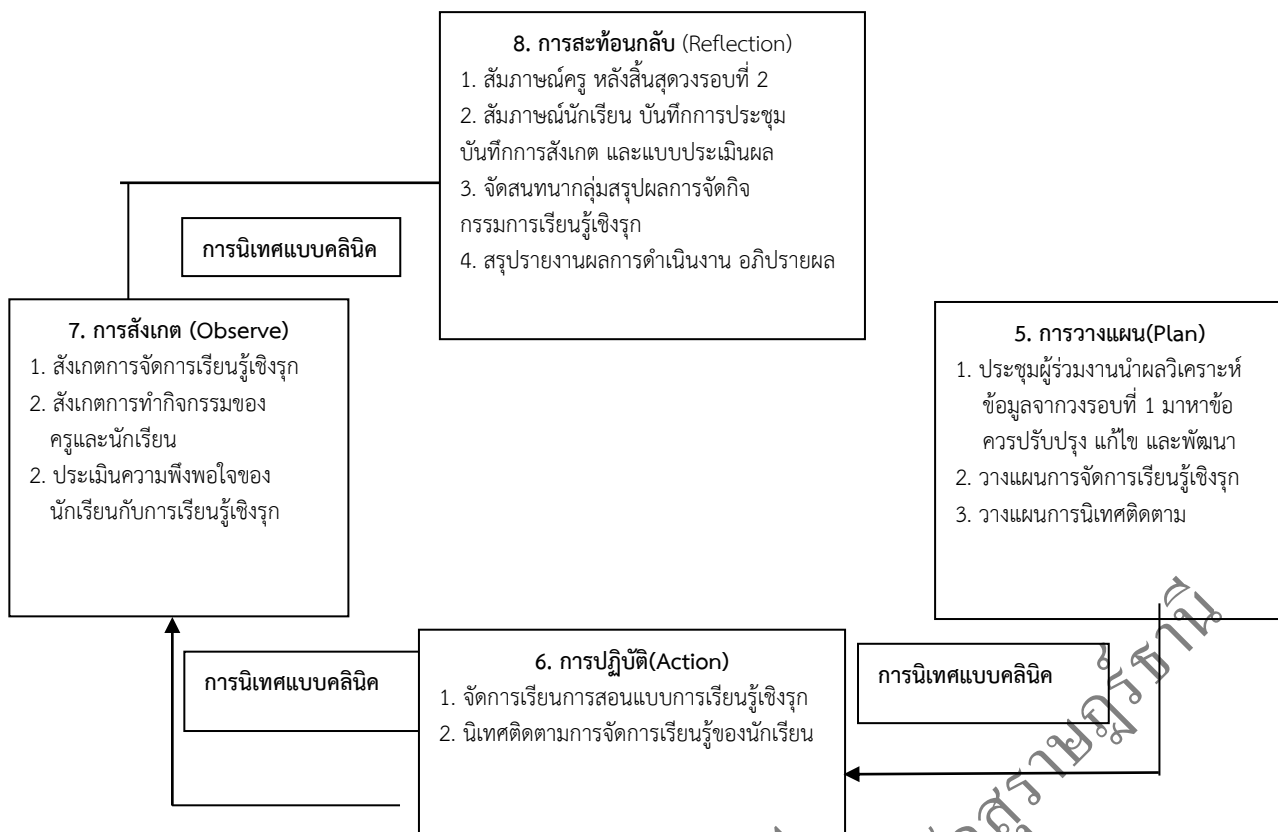 8. การสะท้อนกลับ (Reflection)
1. สัมภาษณ์ครู หลังสิ้นสุดวงรอบที่ 2
2. สัมภาษณ์นักเรียน บันทึกการประชุม
บันทึกการสังเกต และแบบประเมินผล
3. จัดสนทนากลุ่มสรุปผลการจัดกิจ
กรรมการเรียนรู้เชิงรุก
4. สรุปรายงานผลการดำเนินงาน อภิปรายผล
การนิเทศแบบคลินิค
7. การสังเกต (Observe)
1. สังเกตการจัดการเรียนรู้เชิงรุก
2. สังเกตการทำกิจกรรมของ
ครูและนักเรียน
2. ประเมินความพึงพอใจของ
นักเรียนกับการเรียนรู้เชิงรุก
5. การวางแผน(Plan)
1. ประชุมผู้ร่วมงานนำผลวิเคราะห์
ข้อมูลจากวงรอบที่ 1 มาหาข้อ
ควรปรับปรุง แก้ไข และพัฒนา
2. วางแผนการจัดการเรียนรู้เชิงรุก
3. วางแผนการนิเทศติดตาม
การนิเทศแบบคลินิค
6. การปฏิบัติ(Action)
1. จัดการเรียนการสอนแบบการเรียนรู้เชิงรุก
2. นิเทศติดตามการจัดการเรียนรู้ของนักเรียน
การนิเทศแบบคลินิค